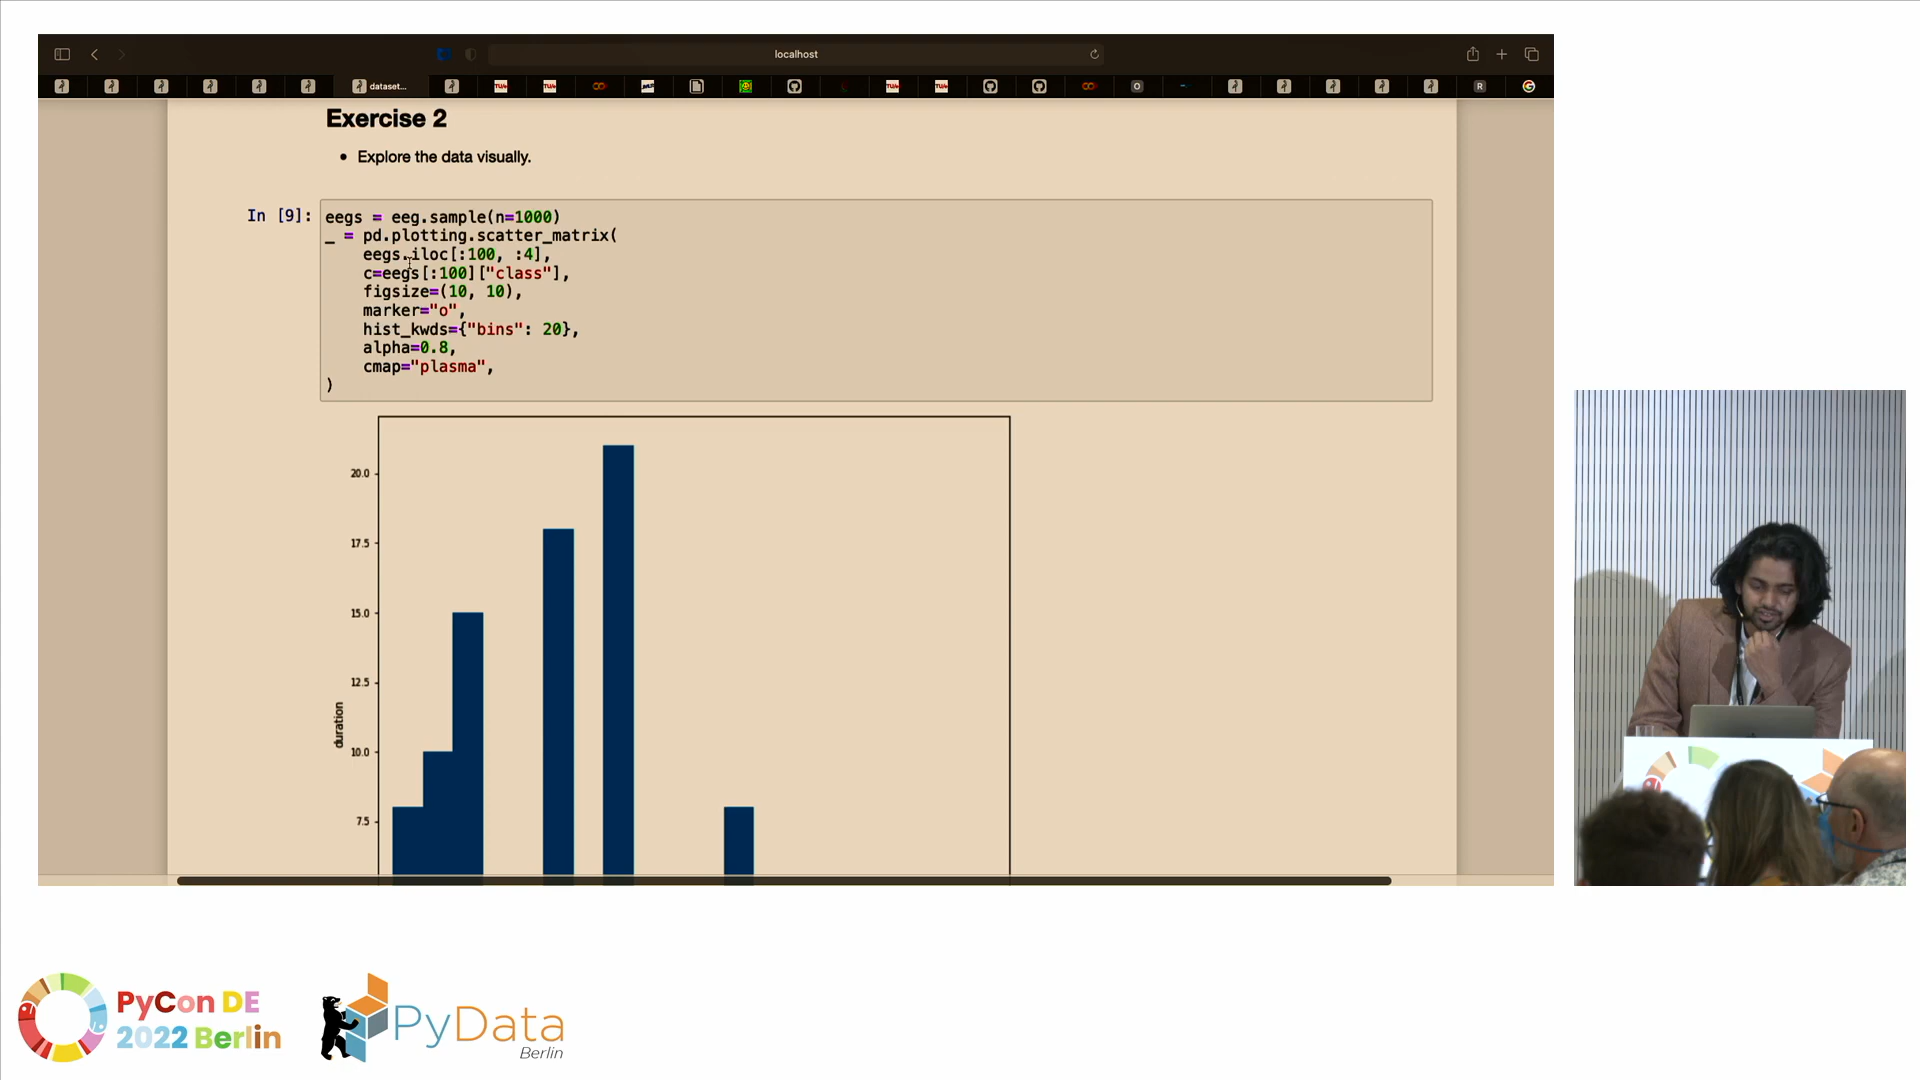 localhost
dataset...
Exercise 2
• Explore the data visually.
In [9]:
eegs = eeg.sample(n=1000)
_ = pd.plotting.scatter_matrix(
eegs.iloc[:100, :4],
c=eegs[:100]["class"],
figsize=(10, 10),
marker="o",
hist_kwds={"bins": 20},
alpha=0.8,
cmap="plasma",
)
20.0
17.5
15.0
12.5
10.0
7.5
duration
PyCon DE
2022 Berlin
PyData
Berlin